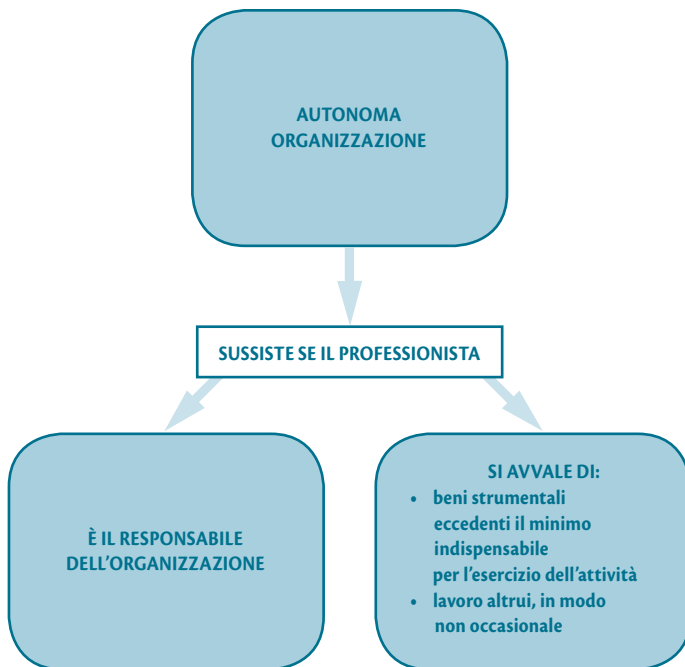 AUTONOMA
ORGANIZZAZIONE
SUSSISTE SE IL PROFESSIONISTA
È IL RESPONSABILE
DELL'ORGANIZZAZIONE
SI AVVALE DI:
• beni strumentali
eccedenti il minimo
indispensabile
per l'esercizio dell'attività
• lavoro altrui, in modo
non occasionale